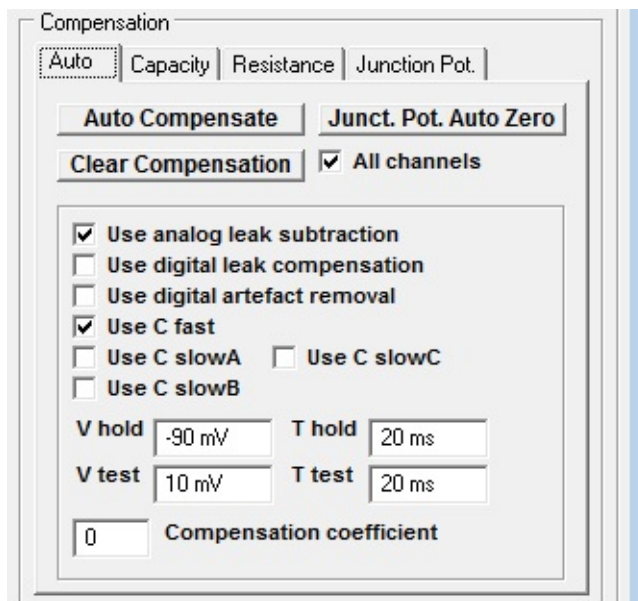 Compensation
Auto Capacity Resistance Junction Pot.
Auto Compensate Junct. Pot. Auto Zero
Clear Compensation All channels
Use analog leak subtraction
Use digital leak compensation
Use digital artefact removal
Use C fast
Use C slowA Use C slowC
Use C slowB
V hold -90 mV T hold 20 ms
V test 10 mV T test 20 ms
0 Compensation coefficient